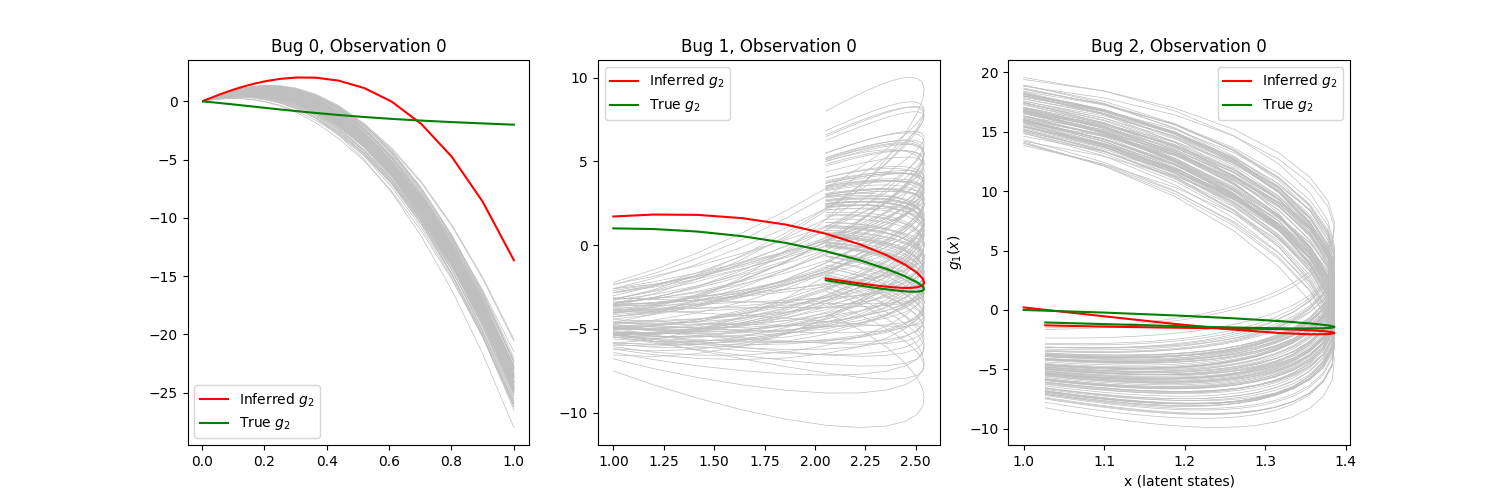 Bug 0, Observation 0
0
−5
−10
−15
−20
−25
Inferred g₂
True g₂
0.0 0.2 0.4 0.6 0.8 1.0
Bug 1, Observation 0
Inferred g₂
True g₂
10
5
0
−5
−10
1.00 1.25 1.50 1.75 2.00 2.25 2.50
Bug 2, Observation 0
Inferred g₂
True g₂
20
15
10
5
0
−5
−10
g₁(x)
1.0 1.1 1.2 1.3 1.4
x (latent states)